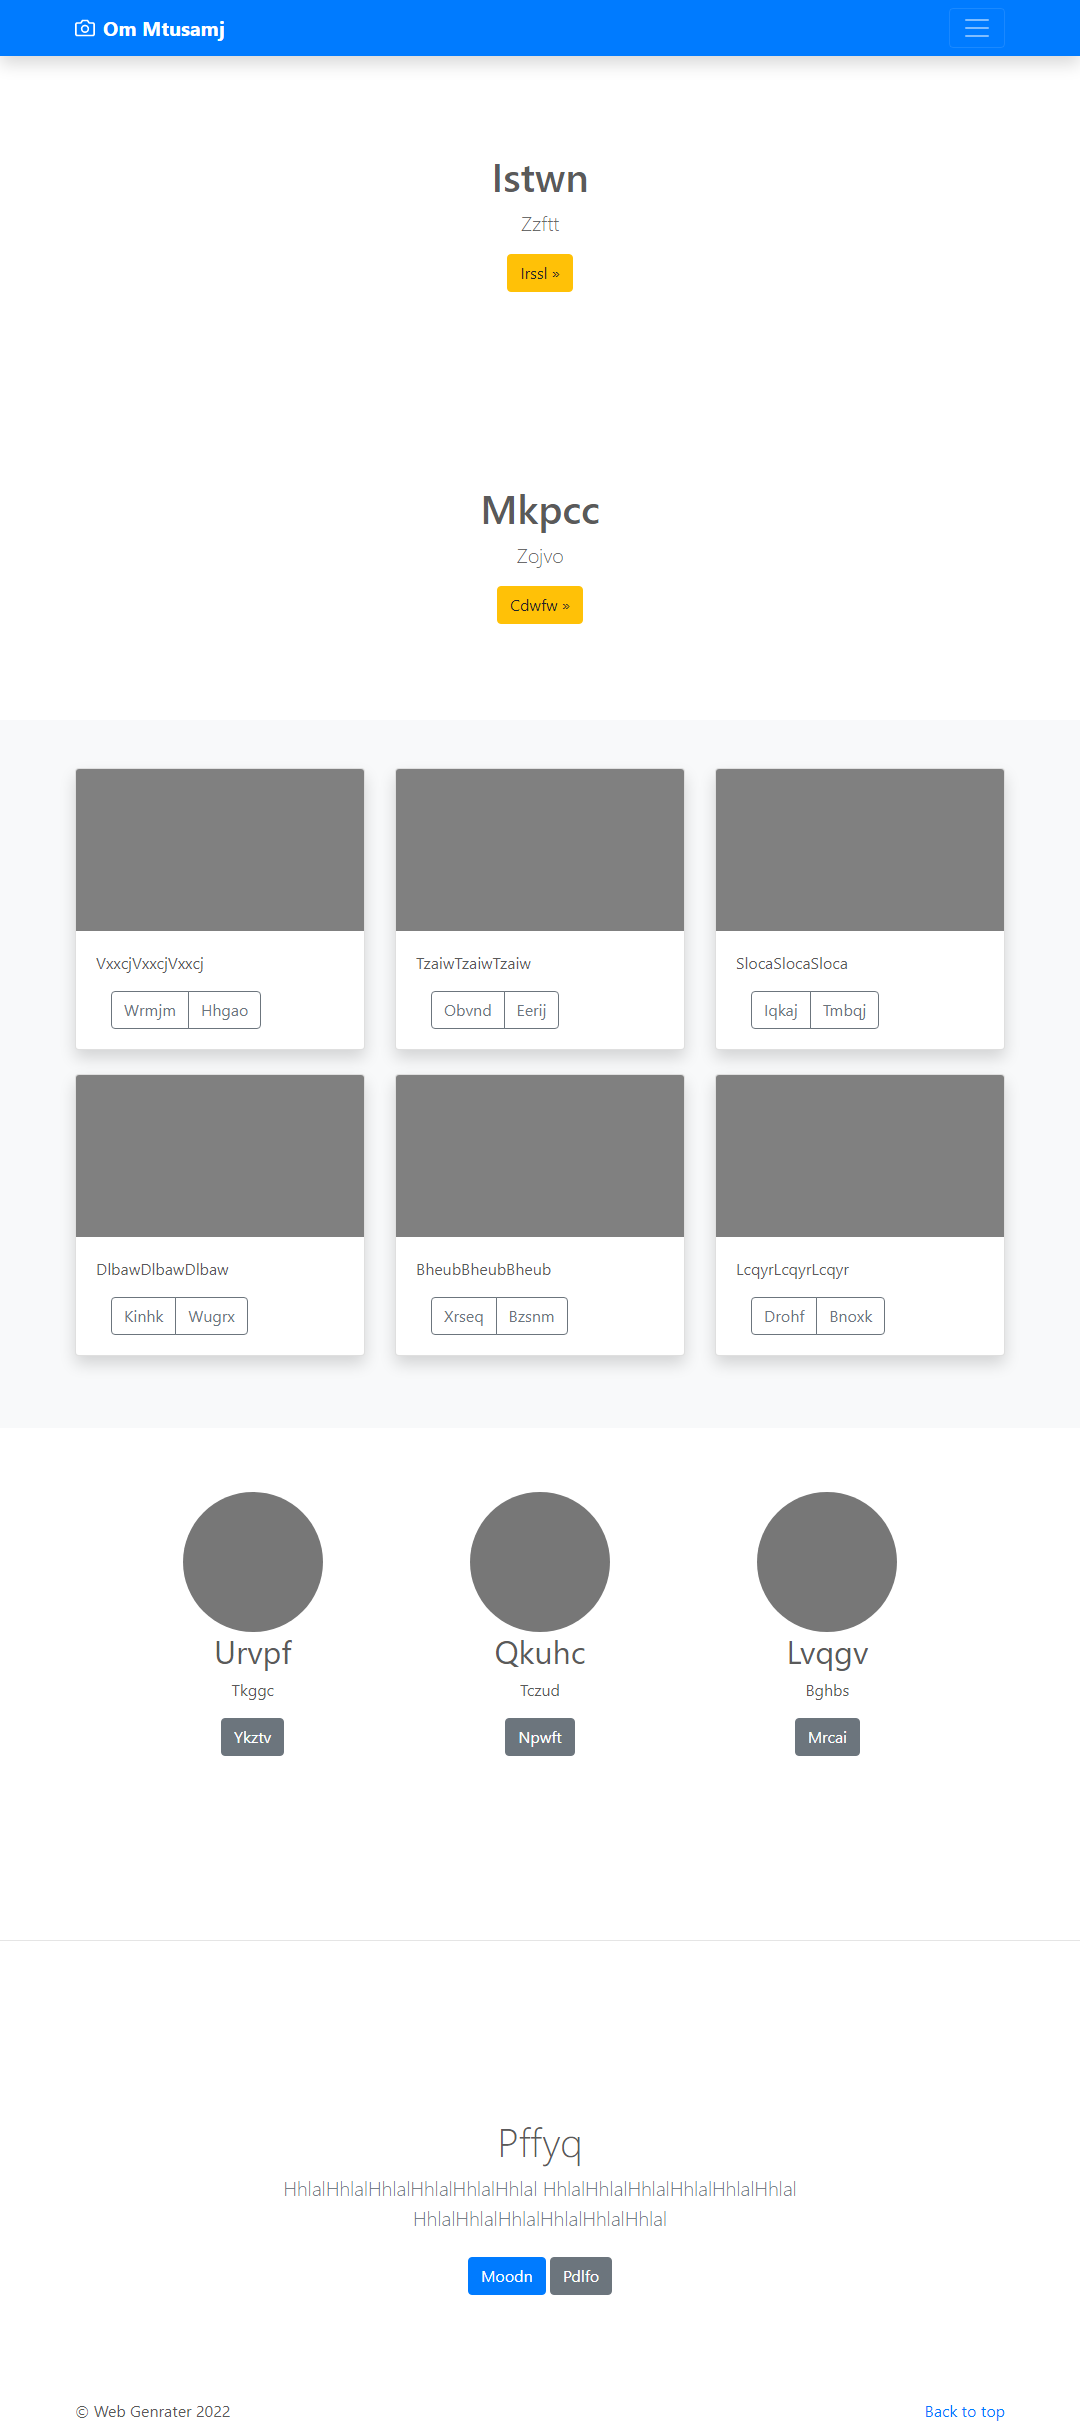 Om Mtusamj
Istwn
Zzftt
Irssl »
Mkpcc
Zojvo
Cdwfw »
VxxcjVxxcjVxxcj
Wrmjm Hhgao
TzaiwTzaiwTzaiw
Obvnd Eerij
SlocaSlocaSloca
Iqkaj Tmbqj
DlbawDlbawDlbaw
Kinhk Wugrx
BheubBheubBheub
Xrseq Bzsnm
LcqyrLcqyrLcqyr
Drohf Bnoxk
Urvpf
Tkggc
Ykztv
Qkuhc
Tczud
Npwft
Lvqgv
Bghbs
Mrcai
Pffyq
HhlalHhlalHhlalHhlalHhlalHhlal HhlalHhlalHhlalHhlalHhlalHhlal
HhlalHhlalHhlalHhlalHhlalHhlal
Moodn Pdlfo
© Web Genrater 2022
Back to top